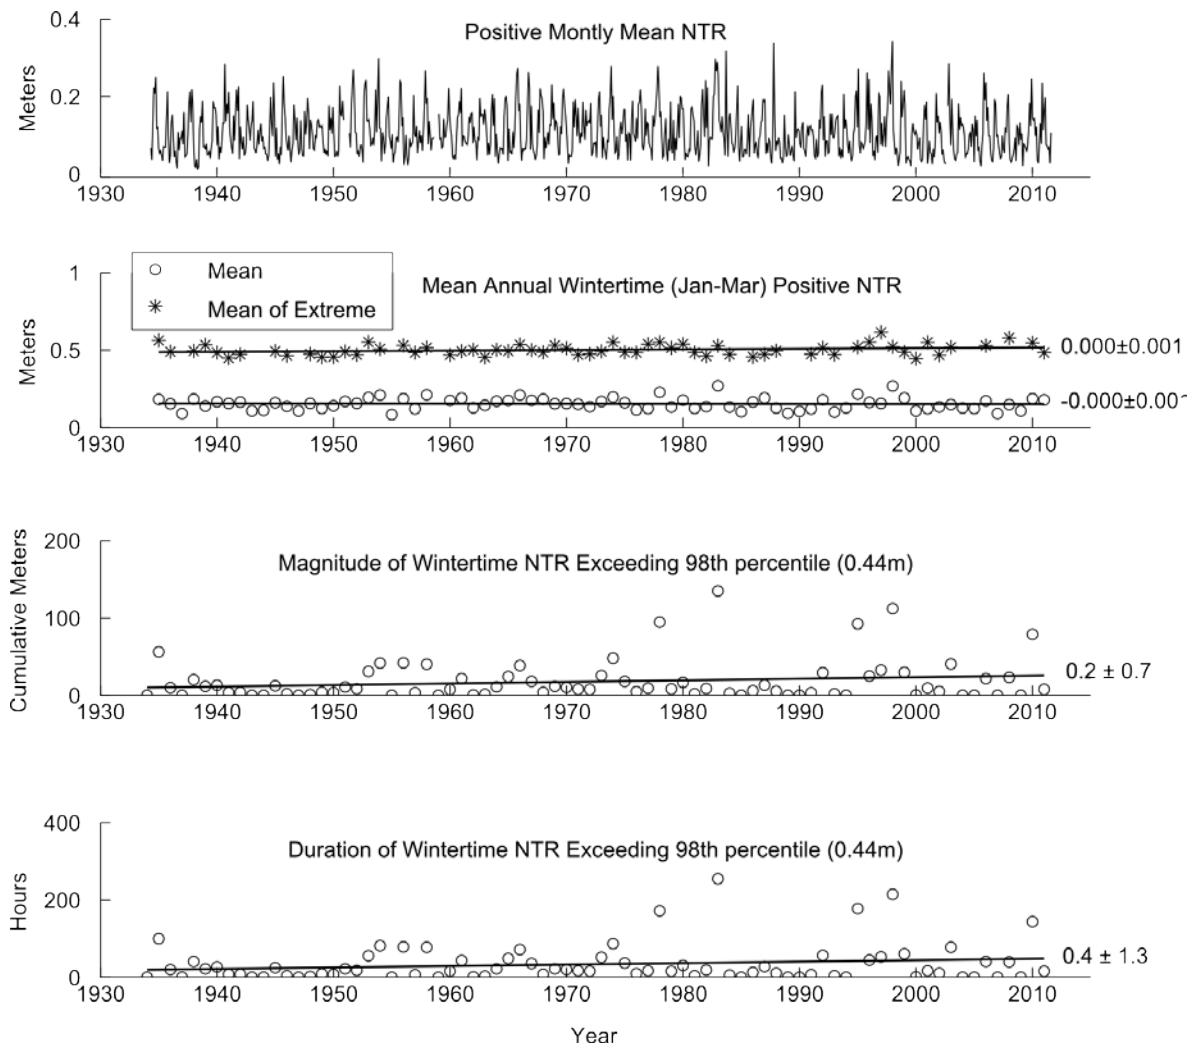 Positive Montly Mean NTR
Meters
0.4
0.2
0
1930 1940 1950 1960 1970 1980 1990 2000 2010
Mean
Mean of Extreme
Mean Annual Wintertime (Jan-Mar) Positive NTR
Meters
1
0.5
0
0.000±0.001
-0.000±0.00
1930 1940 1950 1960 1970 1980 1990 2000 2010
Magnitude of Wintertime NTR Exceeding 98th percentile (0.44m)
Cumulative Meters
200
100
0
0.2 ± 0.7
1930 1940 1950 1960 1970 1980 1990 2000 2010
Duration of Wintertime NTR Exceeding 98th percentile (0.44m)
Hours
400
200
0
0.4 ± 1.3
1930 1940 1950 1960 1970 1980 1990 2000 2010
Year